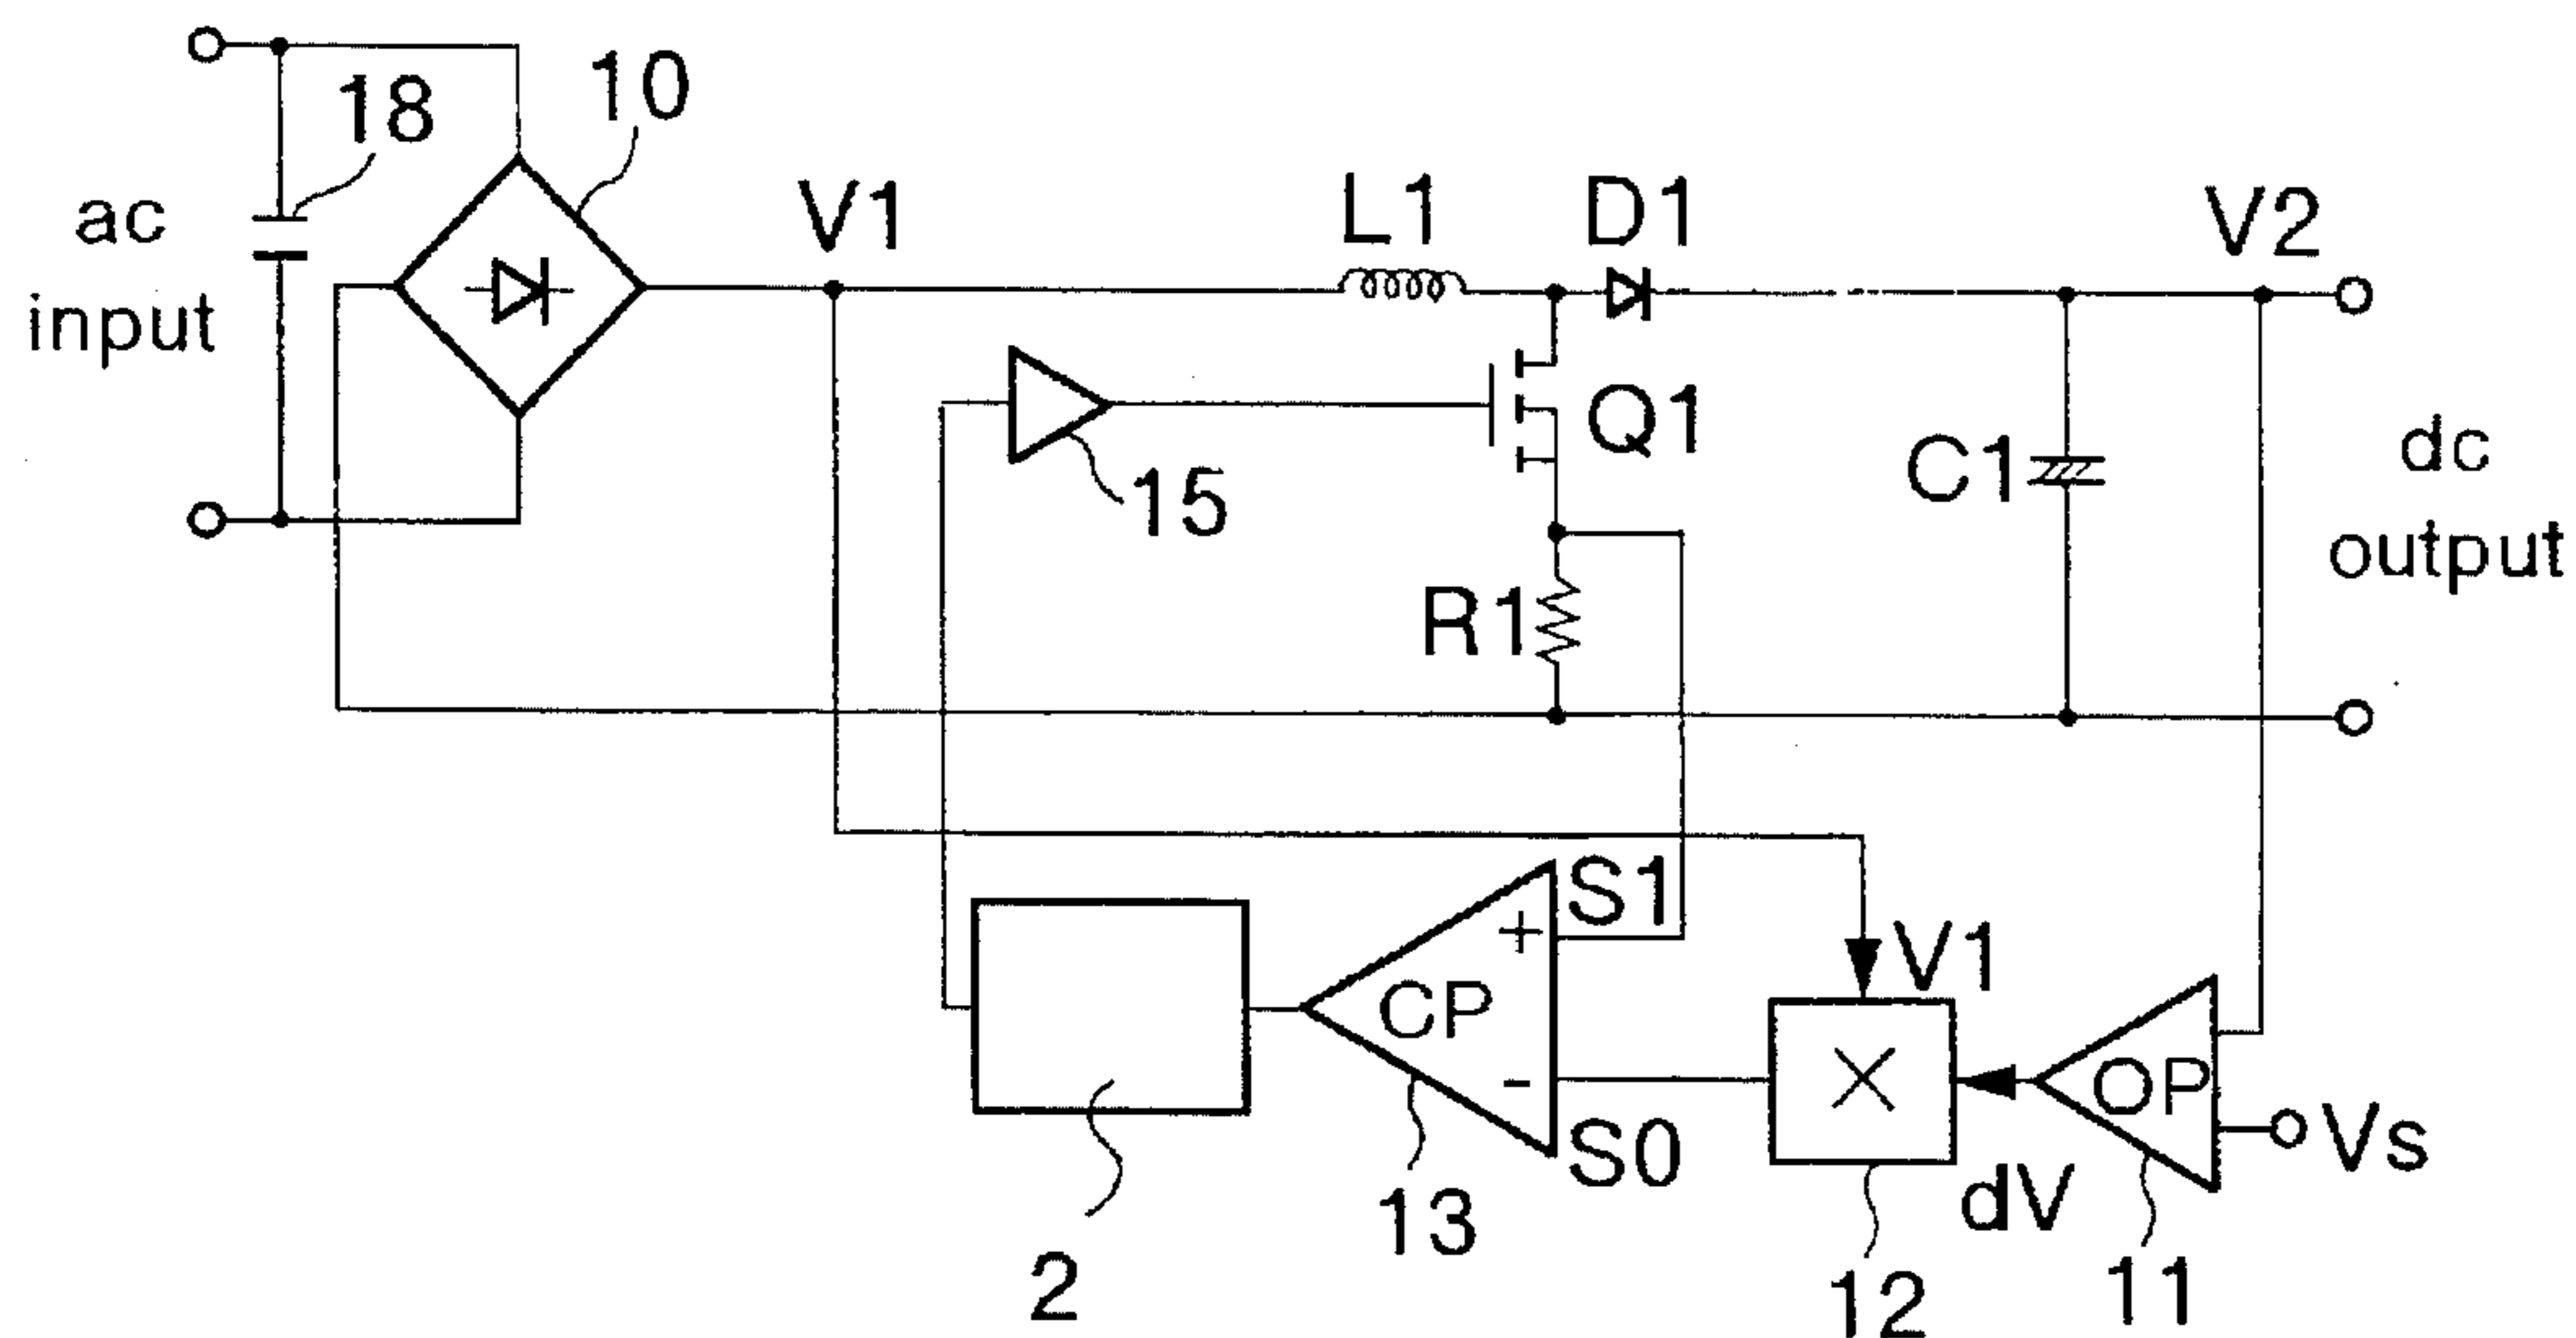 10
18
ac
input
V1
L1
D1
V2
15
Q1
C1
dc
output
R1
S1
+
CP
-
S0
V1
×
OP
Vs
dV
13
2
12
11